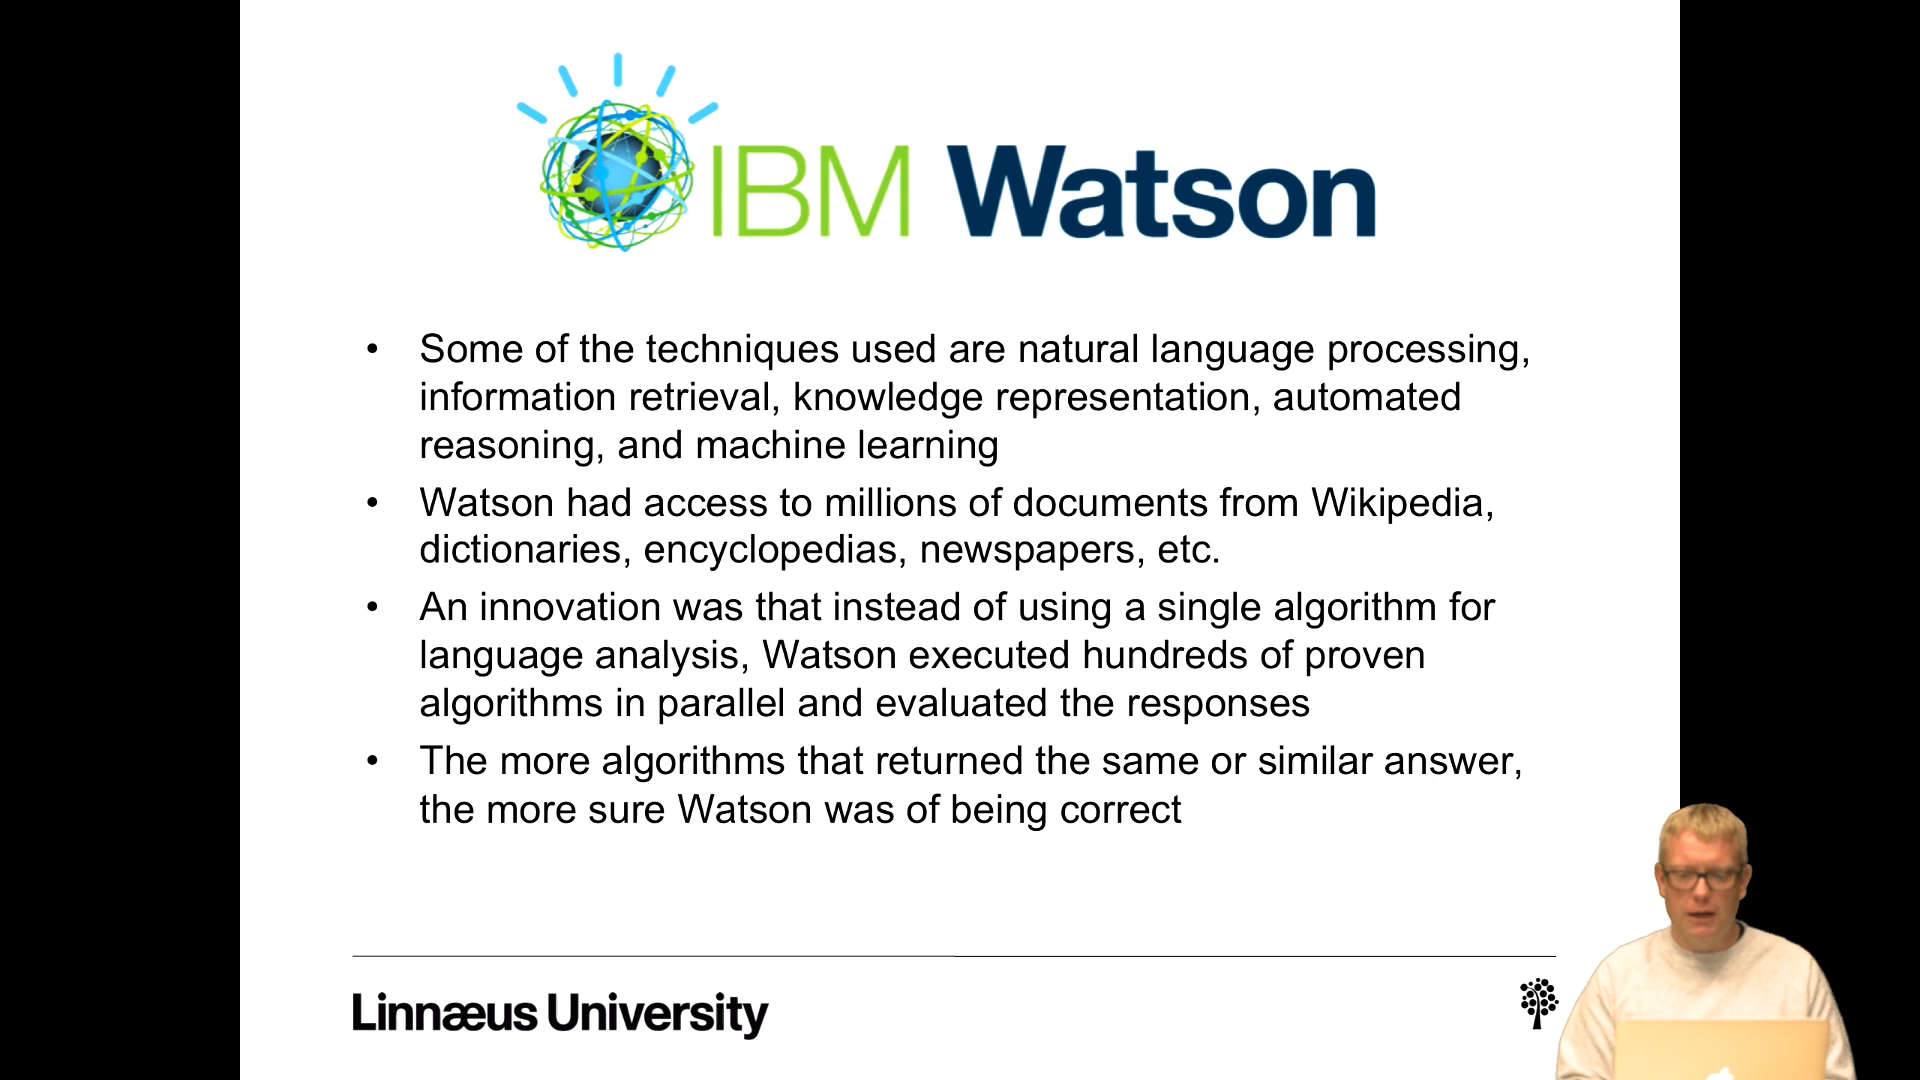 IBM Watson
• Some of the techniques used are natural language processing,
information retrieval, knowledge representation, automated
reasoning, and machine learning
• Watson had access to millions of documents from Wikipedia,
dictionaries, encyclopedias, newspapers, etc.
• An innovation was that instead of using a single algorithm for
language analysis, Watson executed hundreds of proven
algorithms in parallel and evaluated the responses
• The more algorithms that returned the same or similar answer,
the more sure Watson was of being correct
Linnæus University